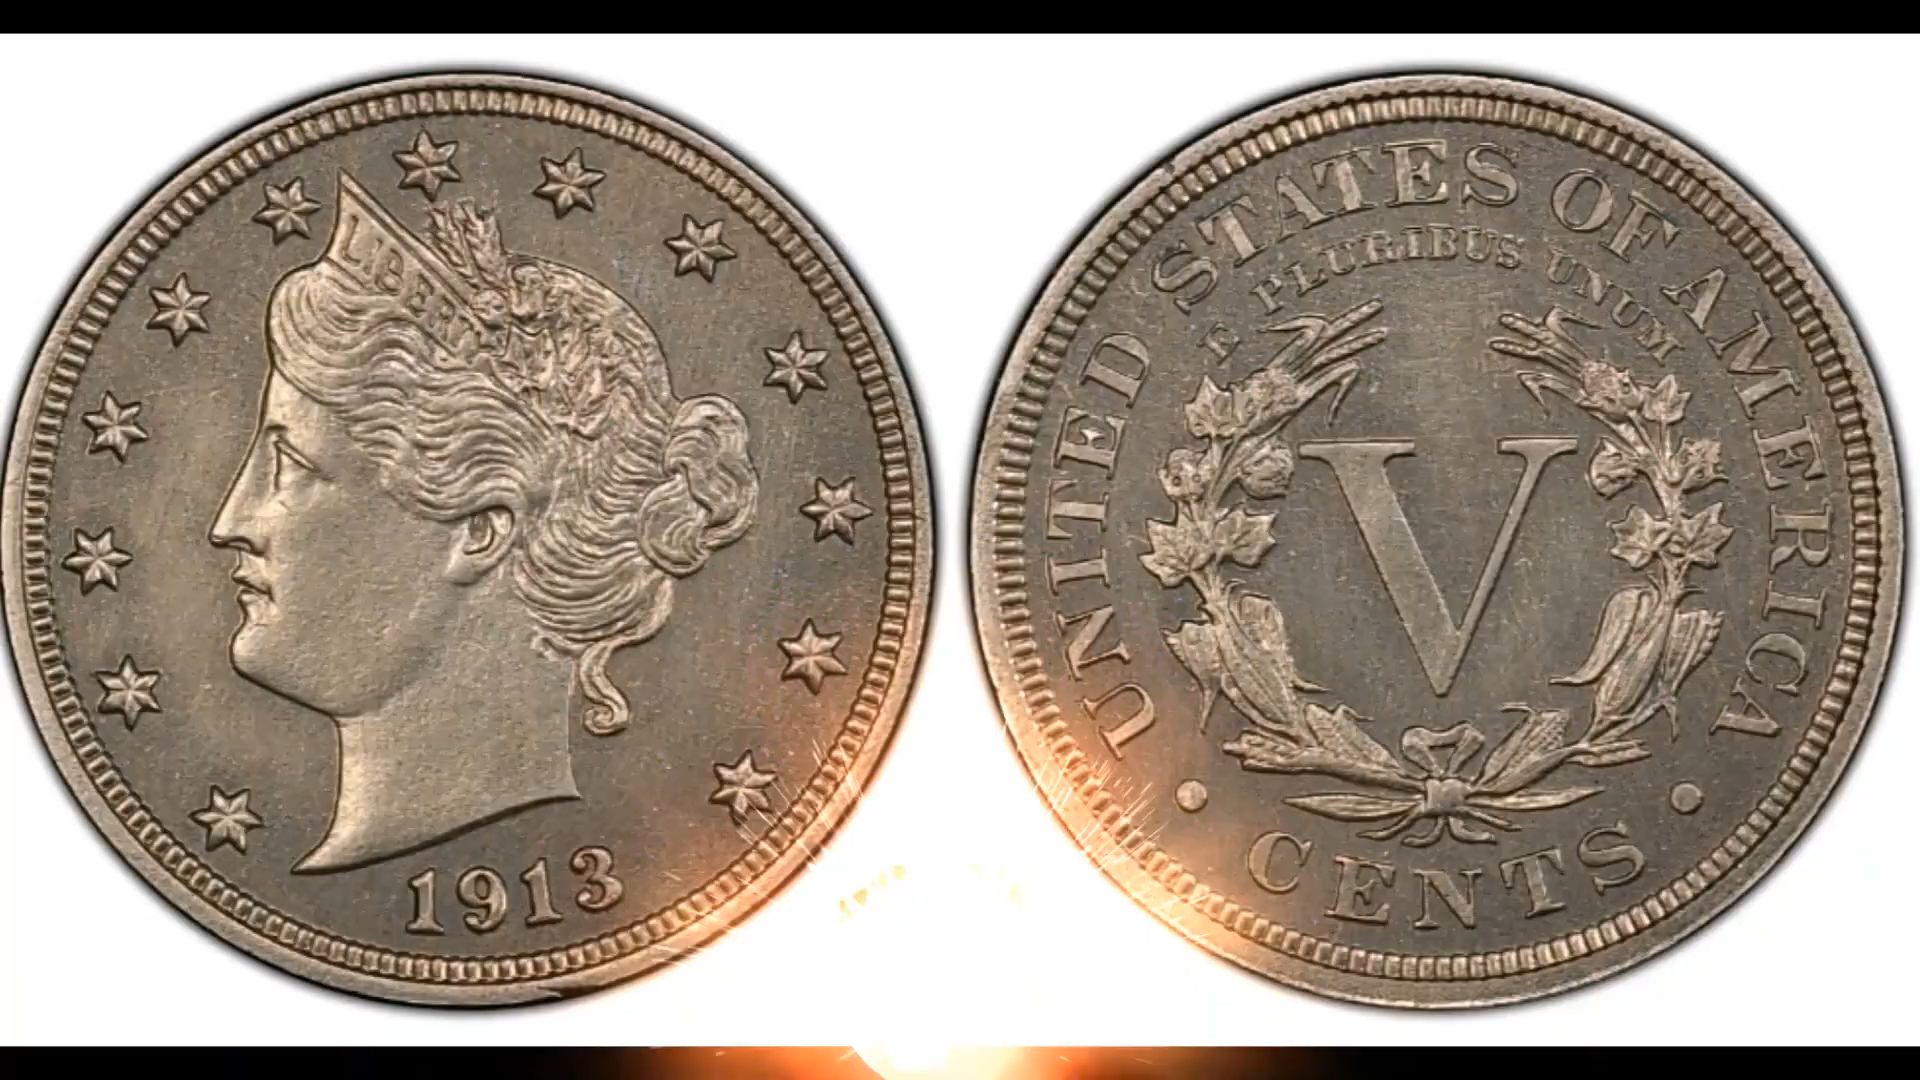 LIBERTY
1913
UNITED STATES OF AMERICA
E PLURIBUS UNUM
V
CENTS